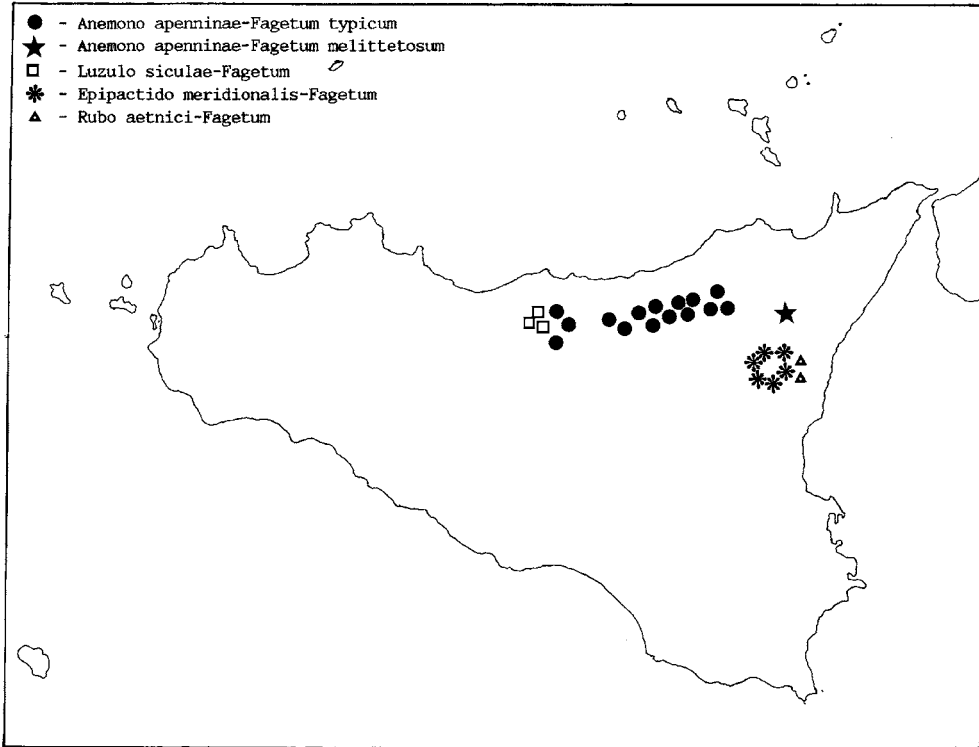 ● - Anemono apenninae-Fagetum typicum
★ - Anemono apenninae-Fagetum melittetosum
□ - Luzulo siculae-Fagetum
✱ - Epipactido meridionalis-Fagetum
△ - Rubo aetnici-Fagetum